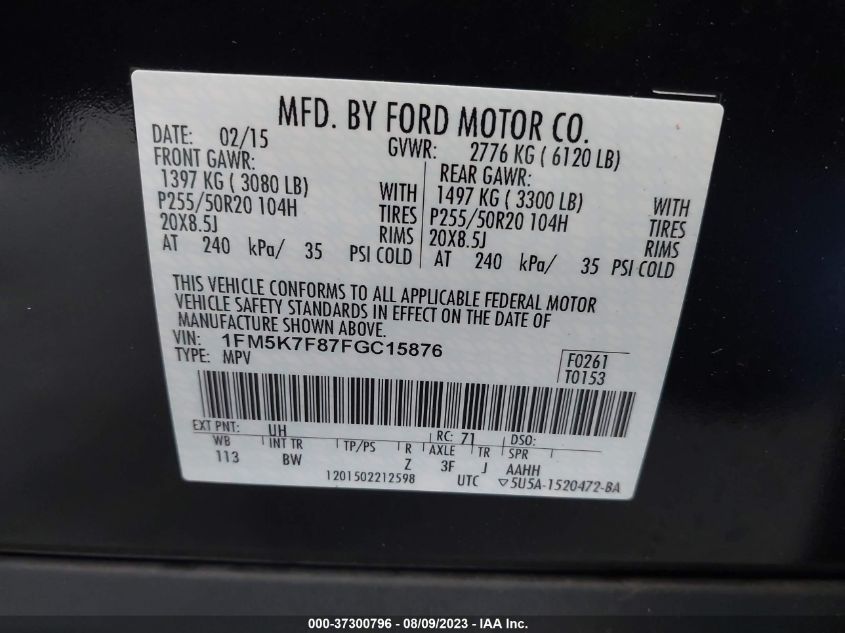 MFD. BY FORD MOTOR CO.
DATE: 02/15 GVWR: 2776 KG ( 6120 LB)
FRONT GAWR: REAR GAWR:
1397 KG ( 3080 LB) WITH 1497 KG ( 3300 LB) WITH
P255/50R20 104H TIRES P255/50R20 104H TIRES
20X8.5J RIMS 20X8.5J RIMS
AT 240 kPa/ 35 PSI COLD AT 240 kPa/ 35 PSI COLD
THIS VEHICLE CONFORMS TO ALL APPLICABLE FEDERAL MOTOR
VEHICLE SAFETY STANDARDS IN EFFECT ON THE DATE OF
MANUFACTURE SHOWN ABOVE.
VIN: 1FM5K7F87FGC15876
TYPE: MPV F0261
T0153
EXT PNT: UH RC: 71 DSO:
WB INT TR TP/PS R AXLE TR SPR
113 BW Z 3F J AAHH
1201502212598 UTC ▽5U5A-1520472-BA
000-37300796 - 08/09/2023 - IAA Inc.